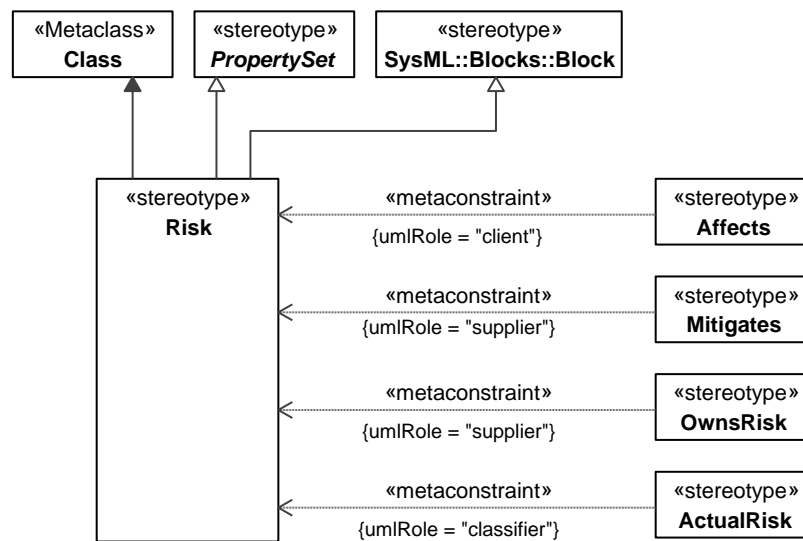 «Metaclass»
Class
«stereotype»
PropertySet
«stereotype»
SysML::Blocks::Block
«stereotype»
Risk
«metaconstraint»
{umlRole = "client"}
«stereotype»
Affects
«metaconstraint»
{umlRole = "supplier"}
«stereotype»
Mitigates
«metaconstraint»
{umlRole = "supplier"}
«stereotype»
OwnsRisk
«metaconstraint»
{umlRole = "classifier"}
«stereotype»
ActualRisk